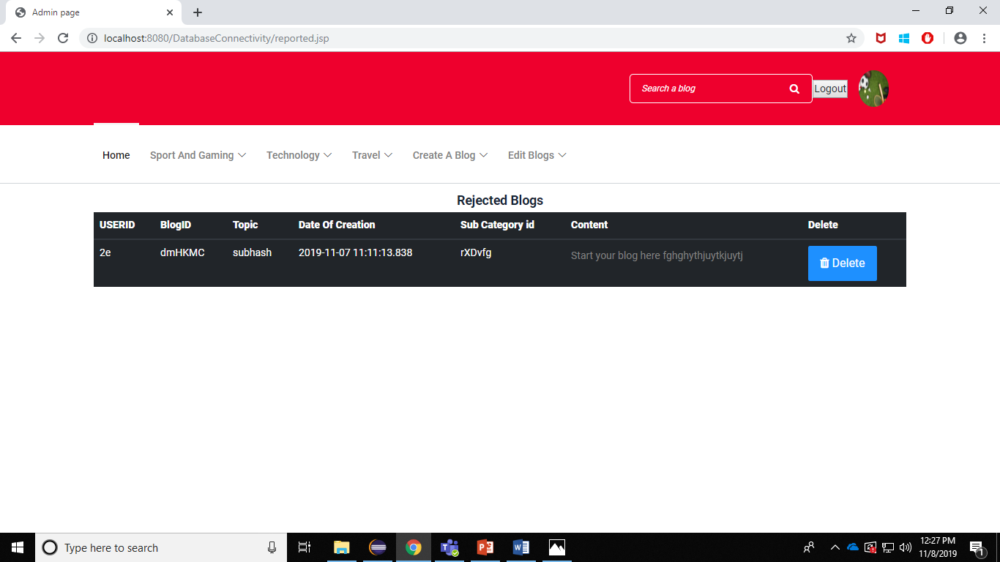 Admin page
localhost:8080/DatabaseConnectivity/reported.jsp
Search a blog Logout
Home Sport And Gaming Technology Travel Create A Blog Edit Blogs
Rejected Blogs
USERID BlogID Topic Date Of Creation Sub Category id Content Delete
2e dmHKMC subhash 2019-11-07 11:11:13.838 rXDvfg Start your blog here fghghythjuytkjuytj Delete
Type here to search
12:27 PM
11/8/2019
1